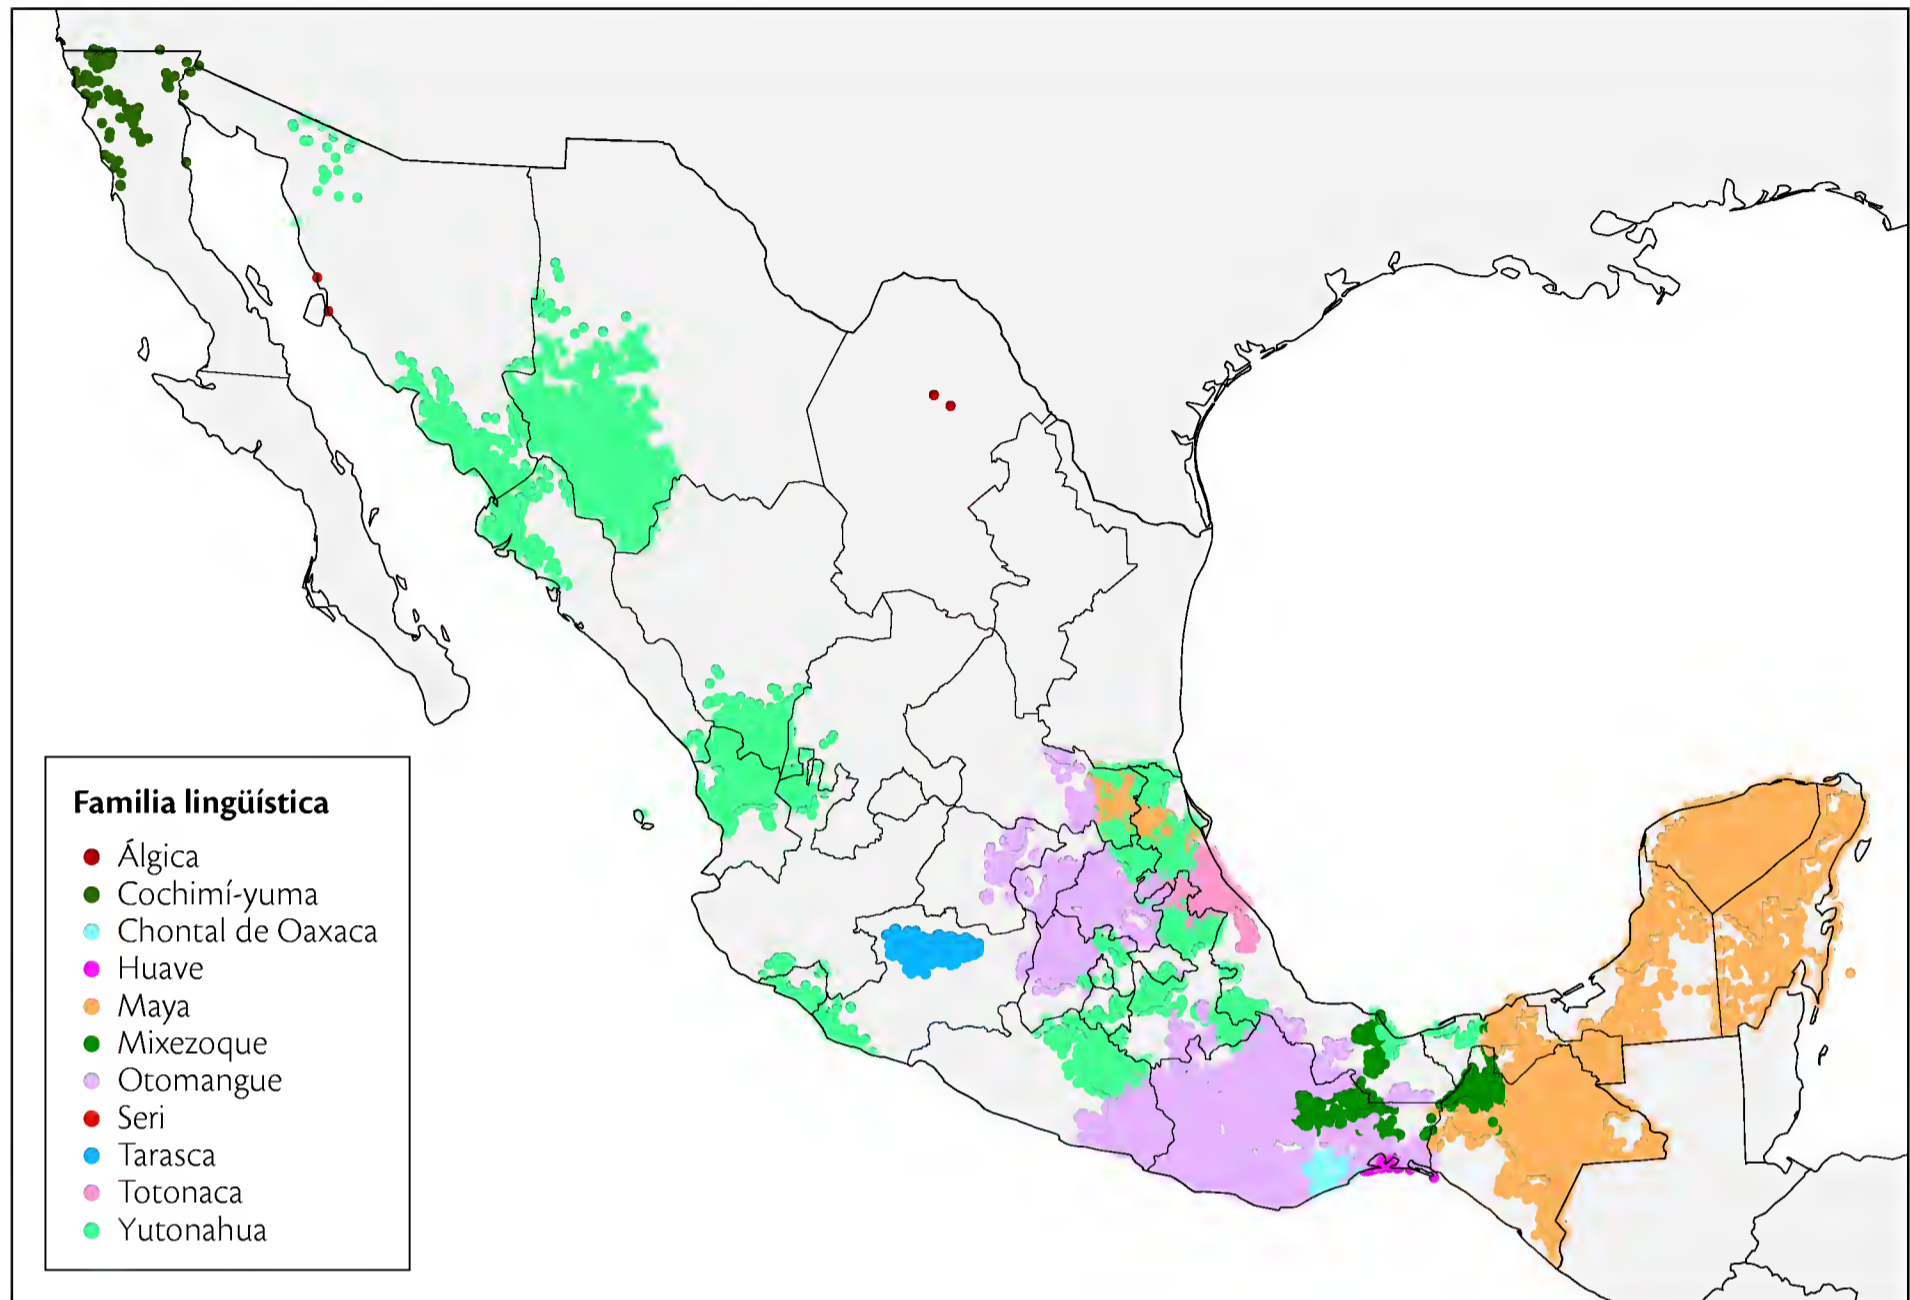 Familia lingüística
Álgica
Cochimí-yuma
Chontal de Oaxaca
Huave
Maya
Mixezoque
Otomangue
Seri
Tarasca
Totonaca
Yutonahua